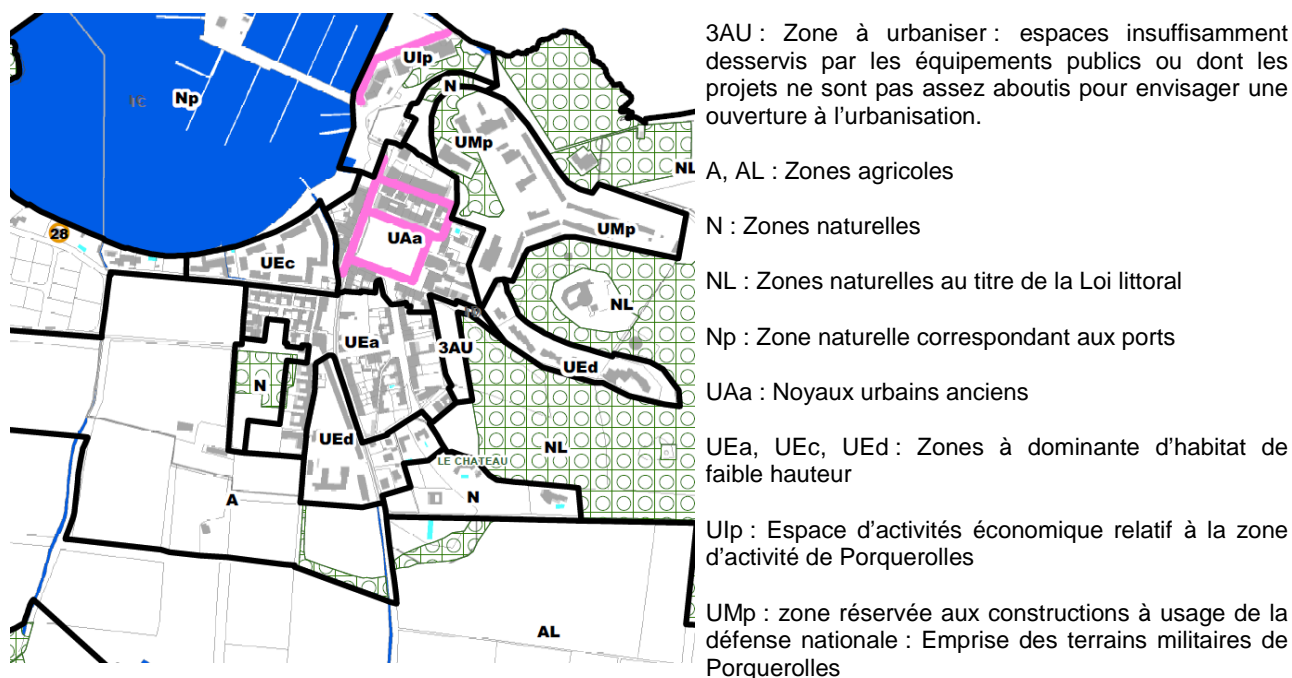 3AU : Zone à urbaniser : espaces insuffisamment
desservis par les équipements publics ou dont les
projets ne sont pas assez aboutis pour envisager une
ouverture à l’urbanisation.
A, AL : Zones agricoles
N : Zones naturelles
NL : Zones naturelles au titre de la Loi littoral
Np : Zone naturelle correspondant aux ports
UAa : Noyaux urbains anciens
UEa, UEc, UEd : Zones à dominante d’habitat de
faible hauteur
UIp : Espace d’activités économique relatif à la zone
d’activité de Porquerolles
UMp : zone réservée aux constructions à usage de la
défense nationale : Emprise des terrains militaires de
Porquerolles
UIp
N
Np
UMp
NL
28
UAa
UMp
UEc
NL
UEa
3AU
UEd
N
UEd
NL
LE CHATEAU
N
A
AL